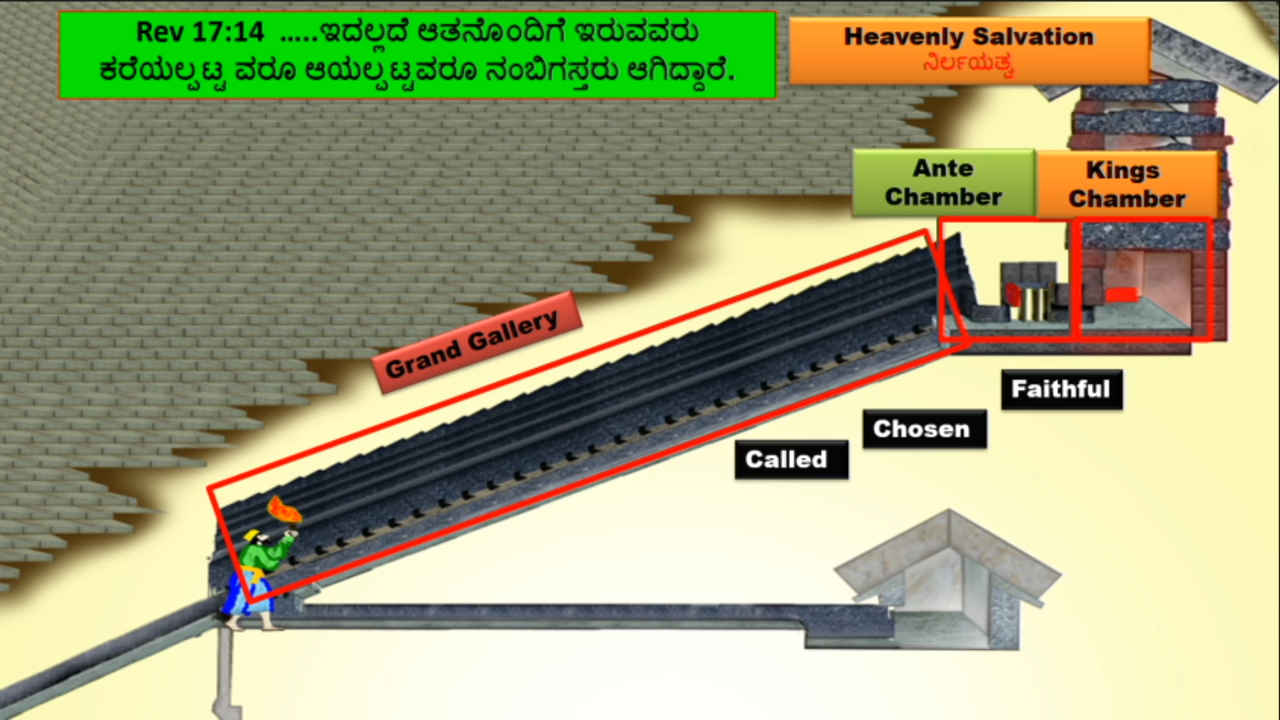 Rev 17:14 .....ಇದಲ್ಲದೆ ಆತನೊಂದಿಗೆ ಇರುವವರು
ಕರೆಯಲ್ಪಟ್ಟ ವರೂ ಆಯಲ್ಪಟ್ಟವರೂ ನಂಬಿಗಸ್ತರು ಆಗಿದ್ದಾರೆ.
Heavenly Salvation
ನಿರ್ಲಯತ್ವ
Ante
Chamber
Kings
Chamber
Grand Gallery
Faithful
Chosen
Called